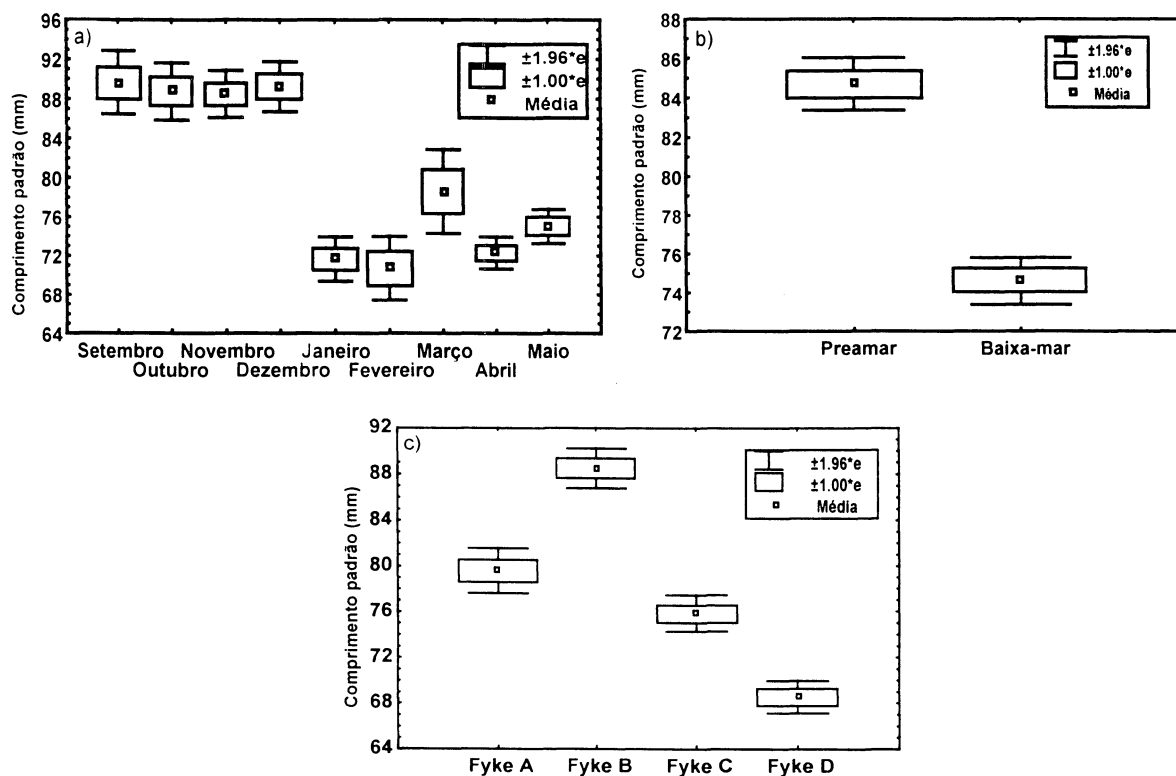 96
92
88
84
80
76
72
68
64
Comprimento padrão (mm)
a)
±1.96*e
±1.00*e
Média
Setembro Novembro Janeiro Março Maio
Outubro Dezembro Fevereiro Abril
88
86
84
82
80
78
76
74
72
Comprimento padrão (mm)
b)
±1.96*e
±1.00*e
Média
Preamar Baixa-mar
92
88
84
80
76
72
68
64
Comprimento padrão (mm)
c)
±1.96*e
±1.00*e
Média
Fyke A Fyke B Fyke C Fyke D